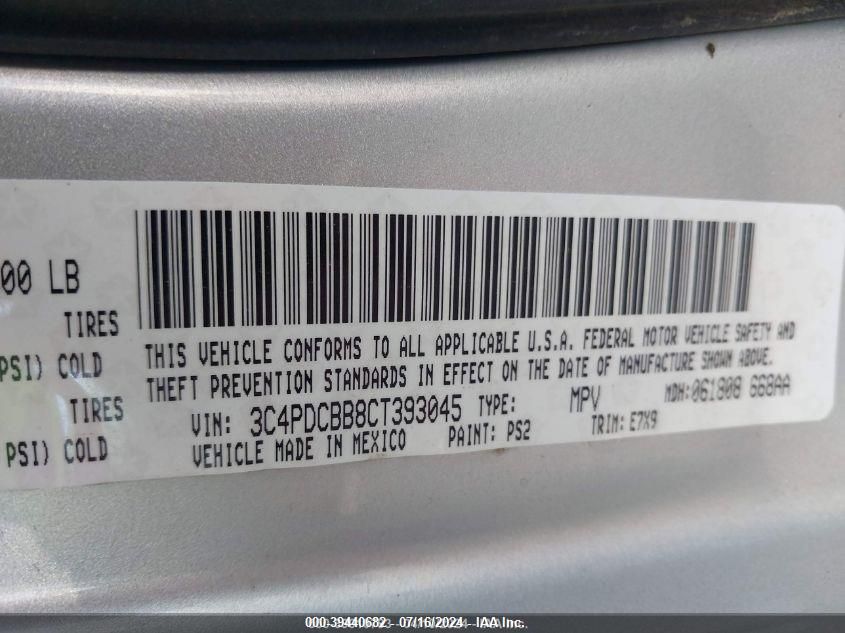 00 LB
TIRES
PSI) COLD
TIRES
PSI) COLD
THIS VEHICLE CONFORMS TO ALL APPLICABLE U.S.A. FEDERAL MOTOR VEHICLE SAFETY AND
THEFT PREVENTION STANDARDS IN EFFECT ON THE DATE OF MANUFACTURE SHOWN ABOVE.
VIN: 3C4PDCBB8CT393045 TYPE: MPV MDH:061808 668AA
VEHICLE MADE IN MEXICO PAINT: PS2 TRIM: E7X9
000-39440682 07/16/2024 IAA Inc.